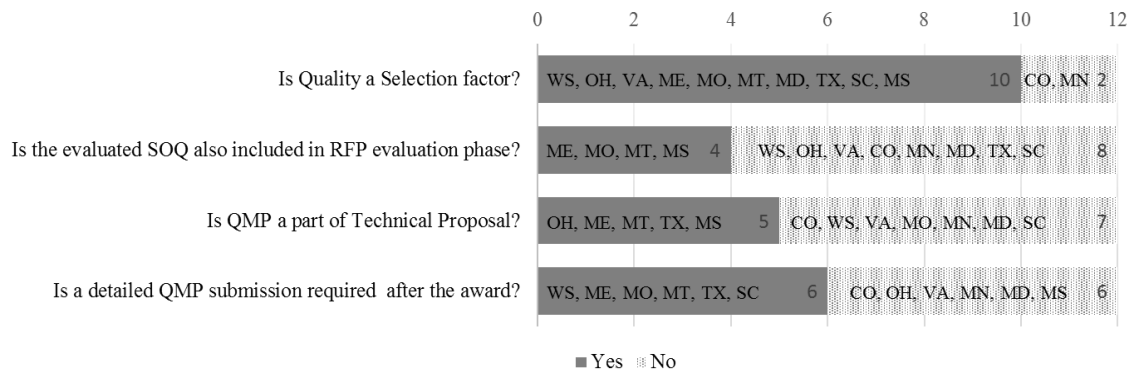 0 2 4 6 8 10 12
Is Quality a Selection factor? WS, OH, VA, ME, MO, MT, MD, TX, SC, MS 10 CO, MN 2
Is the evaluated SOQ also included in RFP evaluation phase? ME, MO, MT, MS 4 WS, OH, VA, CO, MN, MD, TX, SC 8
Is QMP a part of Technical Proposal? OH, ME, MT, TX, MS 5 CO, WS, VA, MO, MN, MD, SC 7
Is a detailed QMP submission required after the award? WS, ME, MO, MT, TX, SC 6 CO, OH, VA, MN, MD, MS 6
Yes No